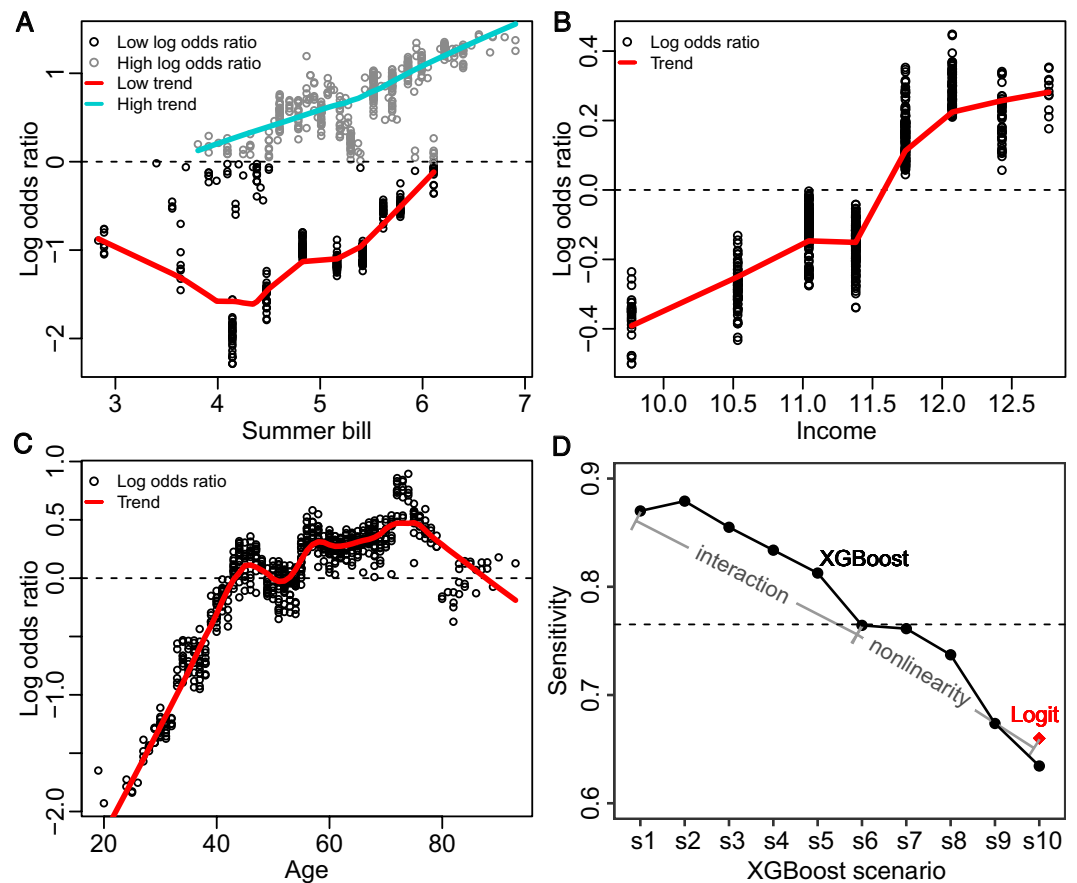 A
Low log odds ratio
High log odds ratio
Low trend
High trend
Log odds ratio
1
0
−1
−2
3 4 5 6 7
Summer bill
B
Log odds ratio
Trend
Log odds ratio
0.4
0.2
0.0
−0.2
−0.4
10.0 10.5 11.0 11.5 12.0 12.5
Income
C
Log odds ratio
Trend
Log odds ratio
1.0
0.5
0.0
−1.0
−2.0
20 40 60 80
Age
D
XGBoost
interaction
nonlinearity
Logit
Sensitivity
0.9
0.8
0.7
0.6
s1 s2 s3 s4 s5 s6 s7 s8 s9 s10
XGBoost scenario